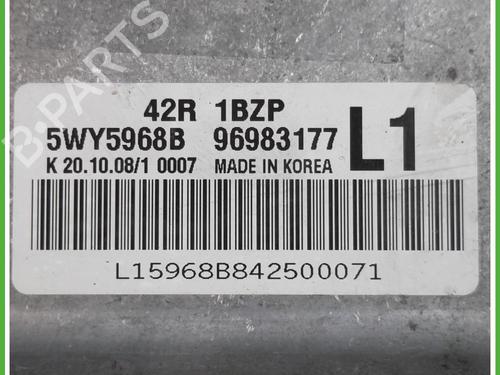 B-PARTS
42R 1BZP
5WY5968B 96983177 L1
K 20.10.08/1 0007 MADE IN KOREA
L15968B842500071